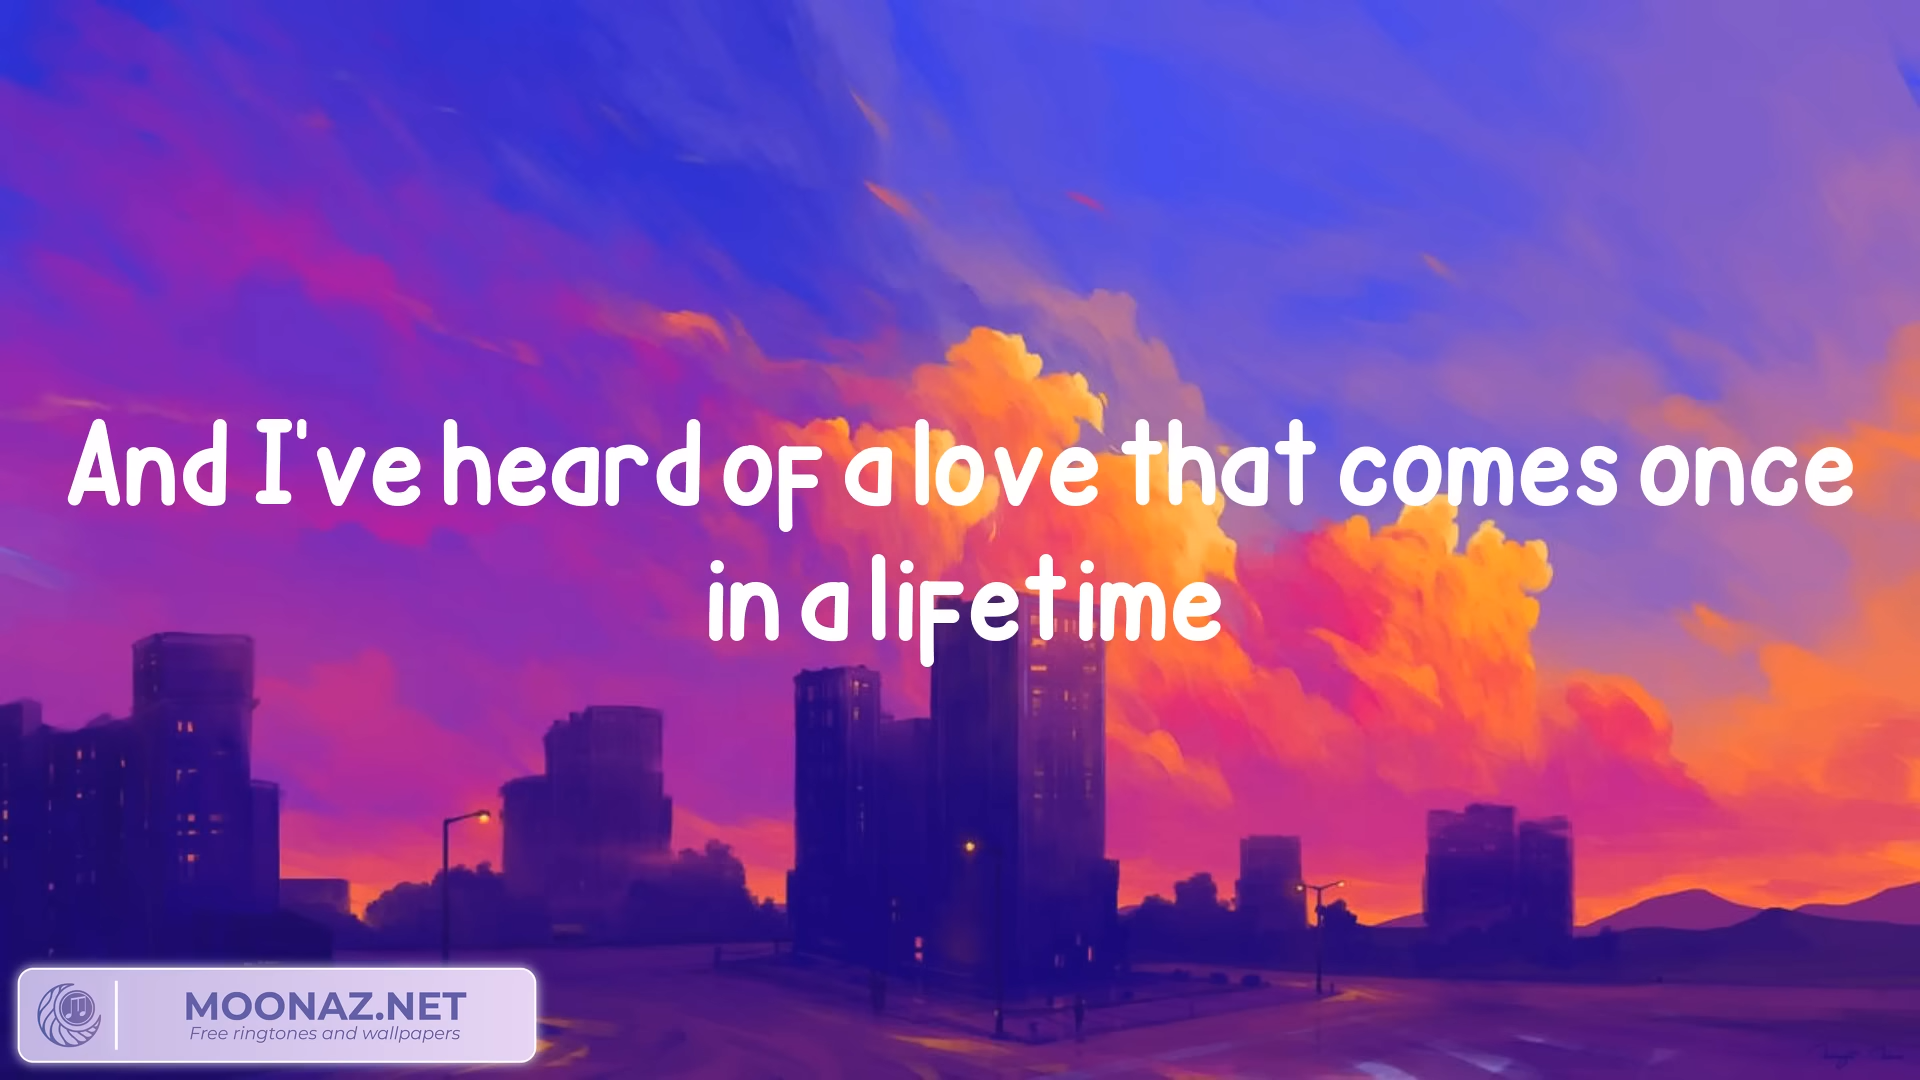 And I've heard of a love that comes once
in a lifetime
MOONAZ.NET
Free ringtones and wallpapers